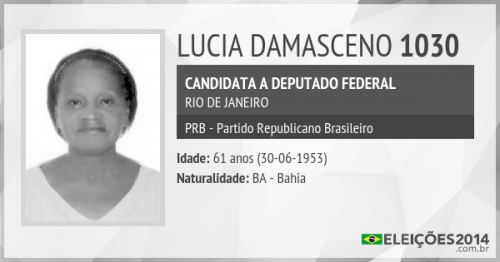 LUCIA DAMASCENO 1030
CANDIDATA A DEPUTADO FEDERAL
RIO DE JANEIRO
PRB - Partido Republicano Brasileiro
Idade: 61 anos (30-06-1953)
Naturalidade: BA - Bahia
ELEIÇÕES2014
.com.br